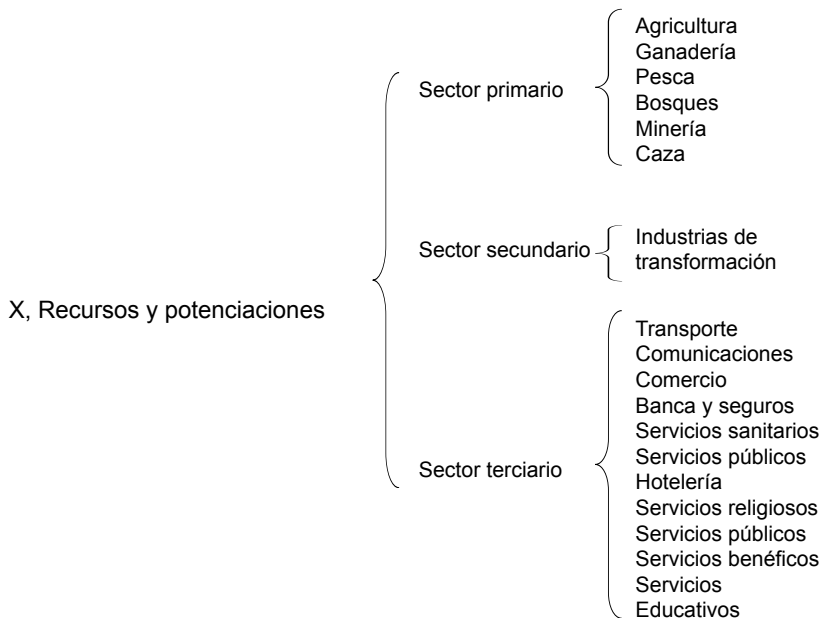 X, Recursos y potenciaciones
Sector primario
Agricultura
Ganadería
Pesca
Bosques
Minería
Caza
Sector secundario
Industrias de
transformación
Sector terciario
Transporte
Comunicaciones
Comercio
Banca y seguros
Servicios sanitarios
Servicios públicos
Hotelería
Servicios religiosos
Servicios públicos
Servicios benéficos
Servicios
Educativos